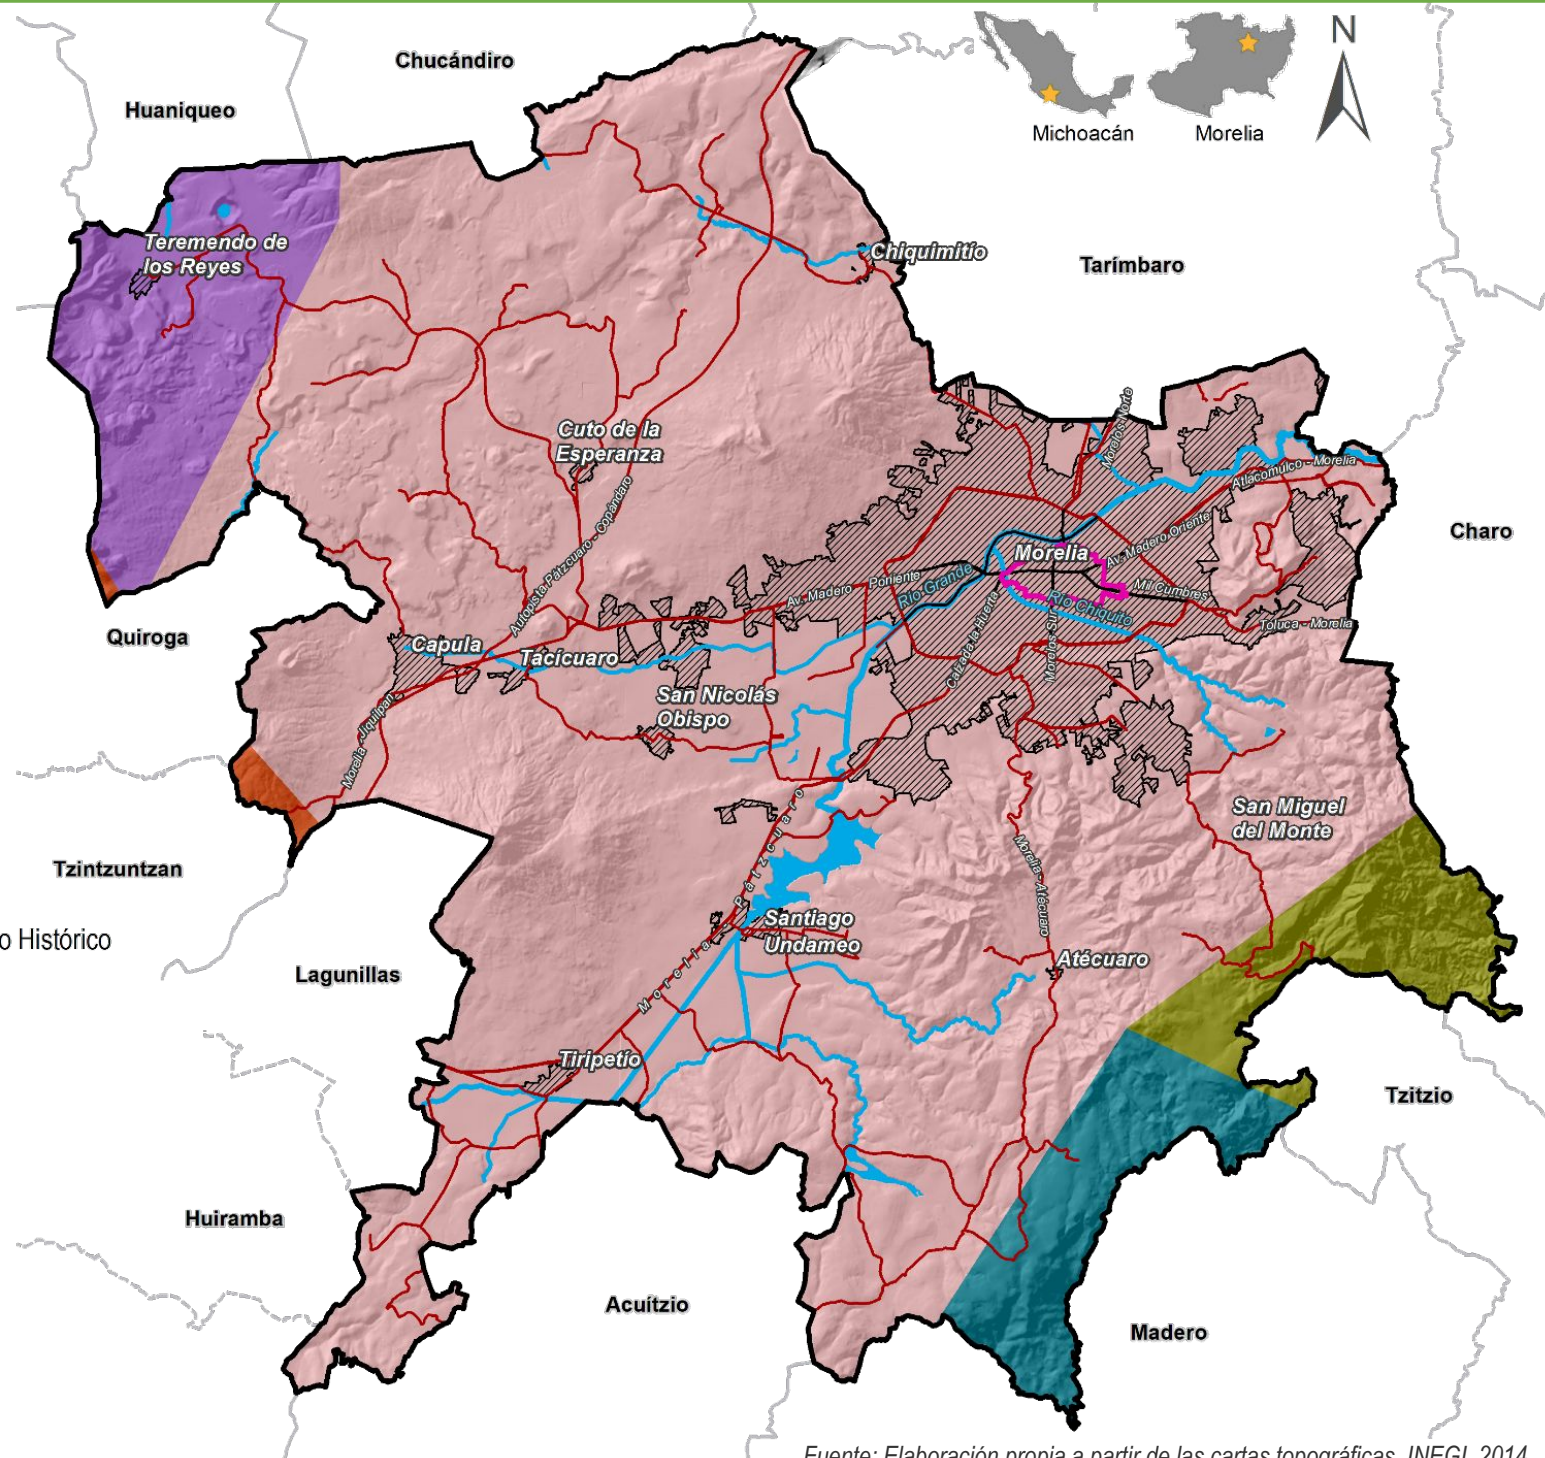 Chucándiro
Huaniqueo
N
Michoacán
Morelia
Teremendo de
los Reyes
Chiquimitío
Tarímbaro
Cuto de la
Esperanza
Morelos Norte
Atlacomulco - Morelia
Autopista Pátzcuaro - Copándaro
Charo
Morelia
Av. Madero Oriente
Av. Madero Poniente
Río Grande
Mil Cumbres
Río Chiquito
Toluca - Morelia
Calzada la Huerta
Morelos Sur
Quiroga
Capula
Tacícuaro
San Nicolás
Obispo
Morelia - Jiquilpan
San Miguel
del Monte
Morelia - Atécuaro
Tzintzuntzan
Morelia - Pátzcuaro
Santiago
Undameo
o Histórico
Lagunillas
Atécuaro
Tiripetío
Tzitzio
Huiramba
Acuítzio
Madero
Fuente: Elaboración propia a partir de las cartas topográficas, INEGI, 2014